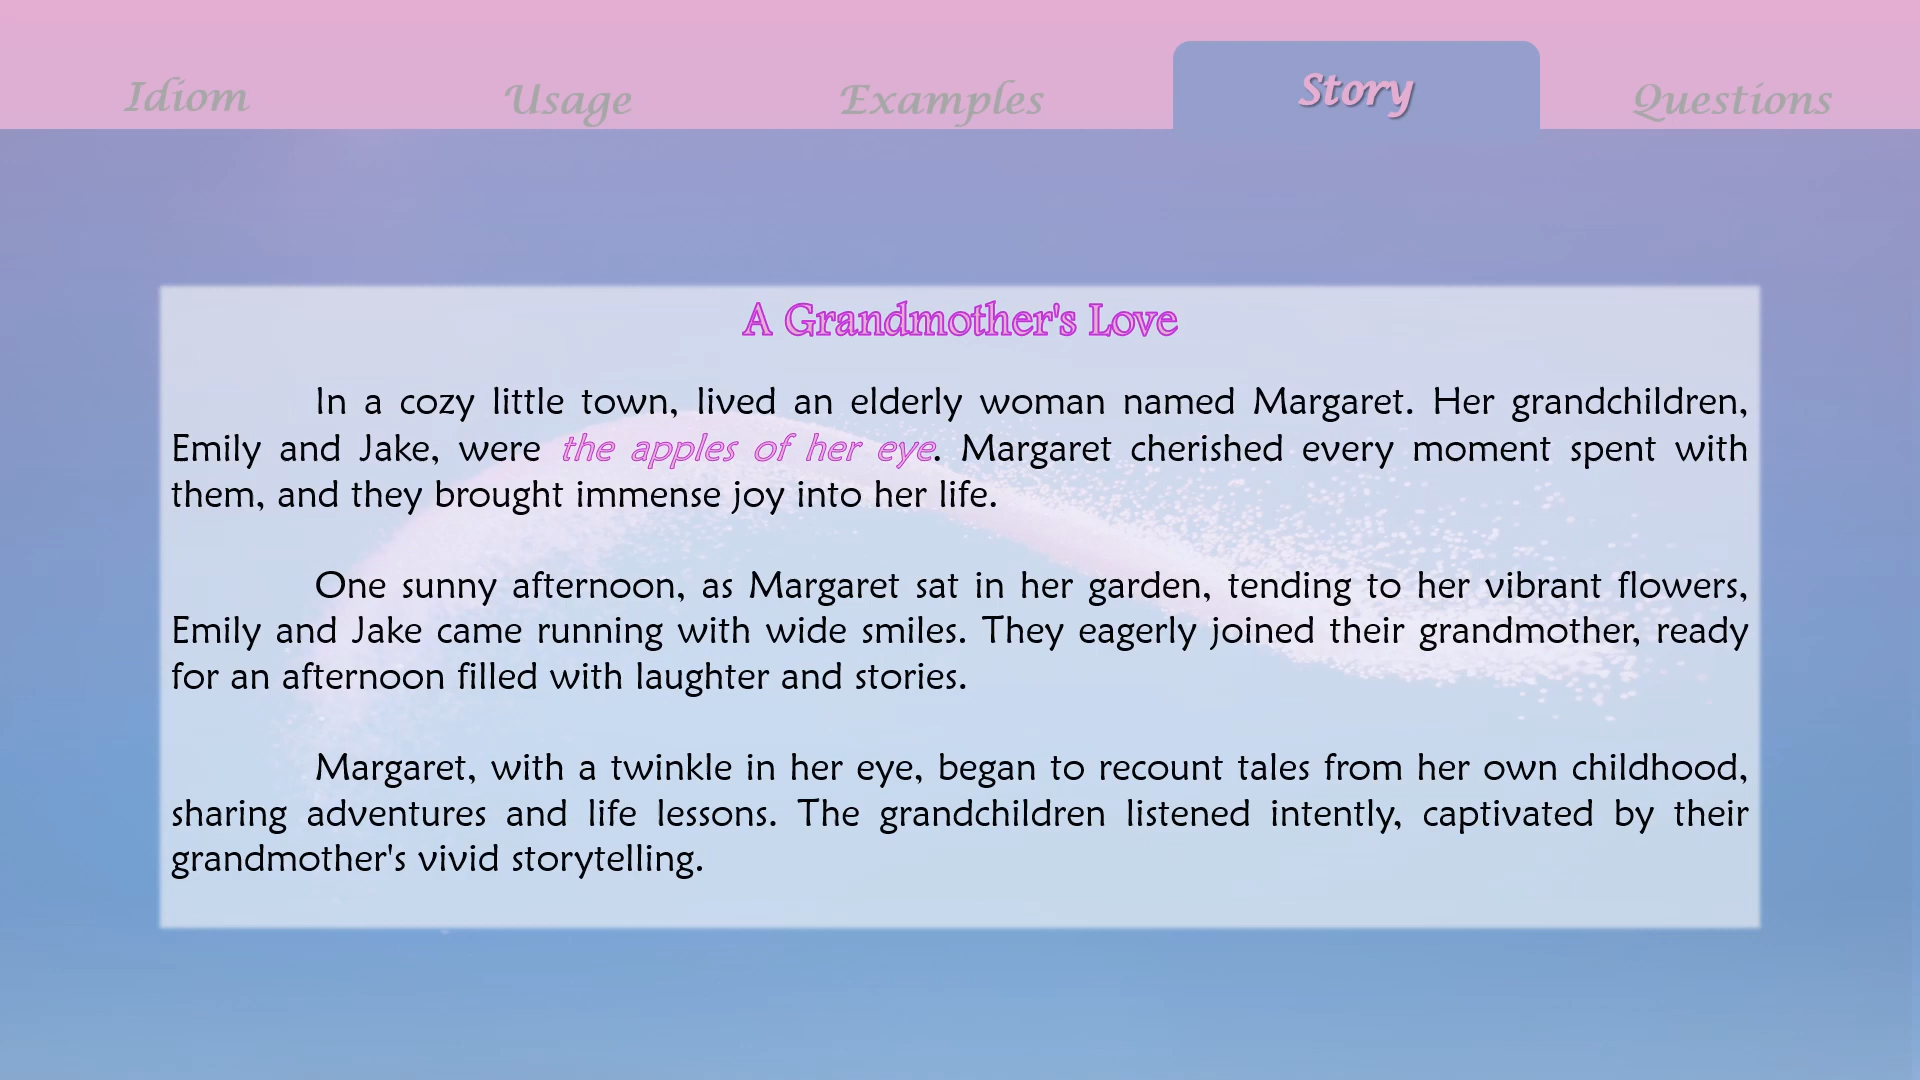 Idiom
Usage
Examples
Story
Questions
A Grandmother's Love
In a cozy little town, lived an elderly woman named Margaret. Her grandchildren,
Emily and Jake, were the apples of her eye. Margaret cherished every moment spent with
them, and they brought immense joy into her life.
One sunny afternoon, as Margaret sat in her garden, tending to her vibrant flowers,
Emily and Jake came running with wide smiles. They eagerly joined their grandmother, ready
for an afternoon filled with laughter and stories.
Margaret, with a twinkle in her eye, began to recount tales from her own childhood,
sharing adventures and life lessons. The grandchildren listened intently, captivated by their
grandmother's vivid storytelling.